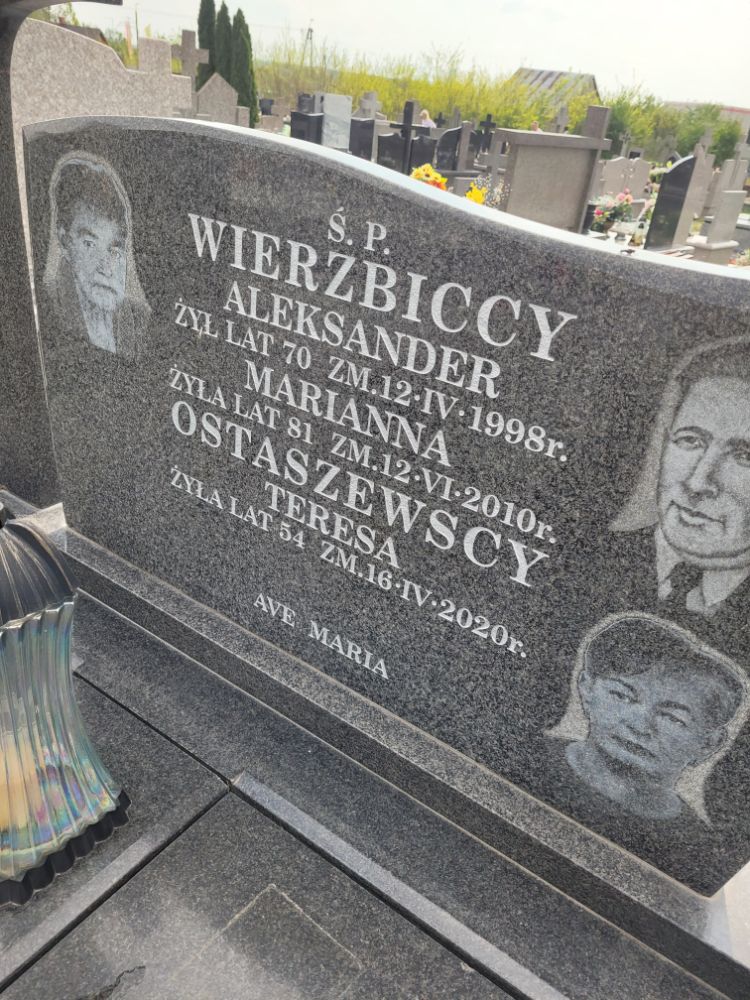 Ś. P.
WIERZBICCY
ALEKSANDER
ŻYŁ LAT 70 ZM.12·IV·1998r.
MARIANNA
ŻYŁA LAT 81 ZM.12·VI·2010r.
OSTASZEWSCY
TERESA
ŻYŁA LAT 54 ZM.16·IV·2020r.
AVE MARIA